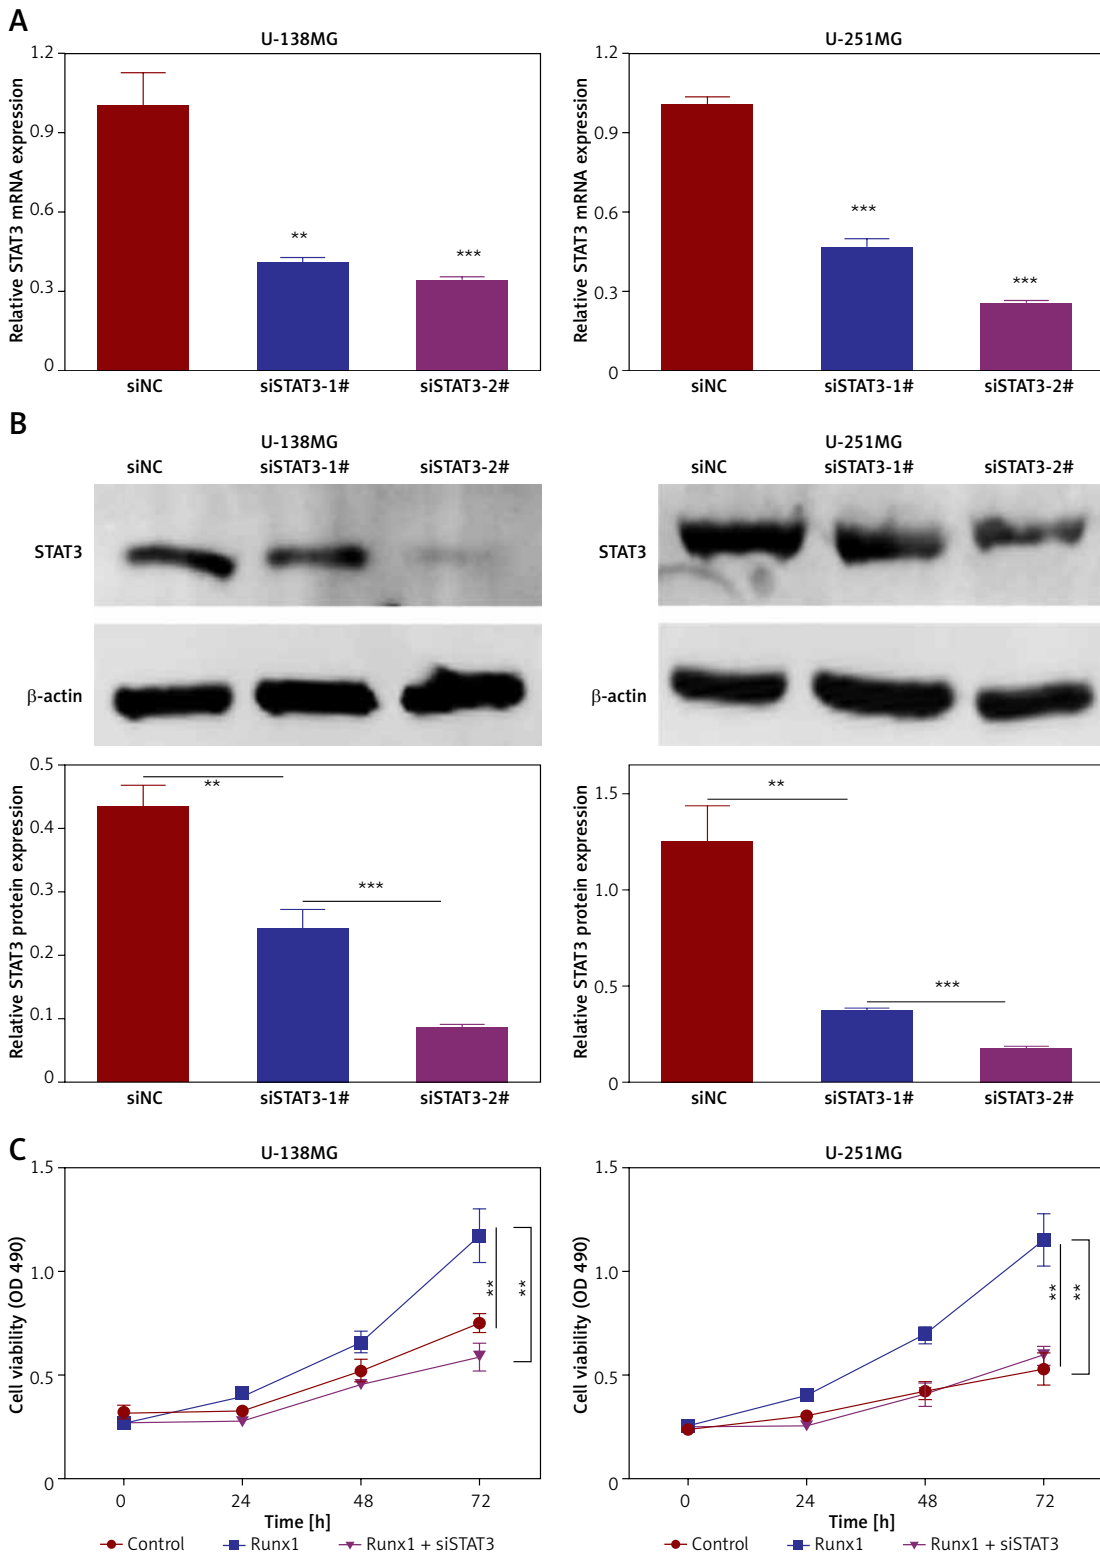 A
U-138MG
Relative STAT3 mRNA expression
1.2
0.9
0.6
0.3
0
**
***
siNC siSTAT3-1# siSTAT3-2#
U-251MG
Relative STAT3 mRNA expression
1.2
0.9
0.6
0.3
0
***
***
siNC siSTAT3-1# siSTAT3-2#
B
U-138MG
siNC siSTAT3-1# siSTAT3-2#
STAT3
β-actin
Relative STAT3 protein expression
0.5
0.4
0.3
0.2
0.1
0
**
***
siNC siSTAT3-1# siSTAT3-2#
U-251MG
siNC siSTAT3-1# siSTAT3-2#
STAT3
β-actin
Relative STAT3 protein expression
1.5
1.0
0.5
0
**
***
siNC siSTAT3-1# siSTAT3-2#
C
U-138MG
Cell viability (OD 490)
1.5
1.0
0.5
0
**
**
0 24 48 72
Time [h]
Control Runx1 Runx1 + siSTAT3
U-251MG
Cell viability (OD 490)
1.5
1.0
0.5
0
**
**
0 24 48 72
Time [h]
Control Runx1 Runx1 + siSTAT3